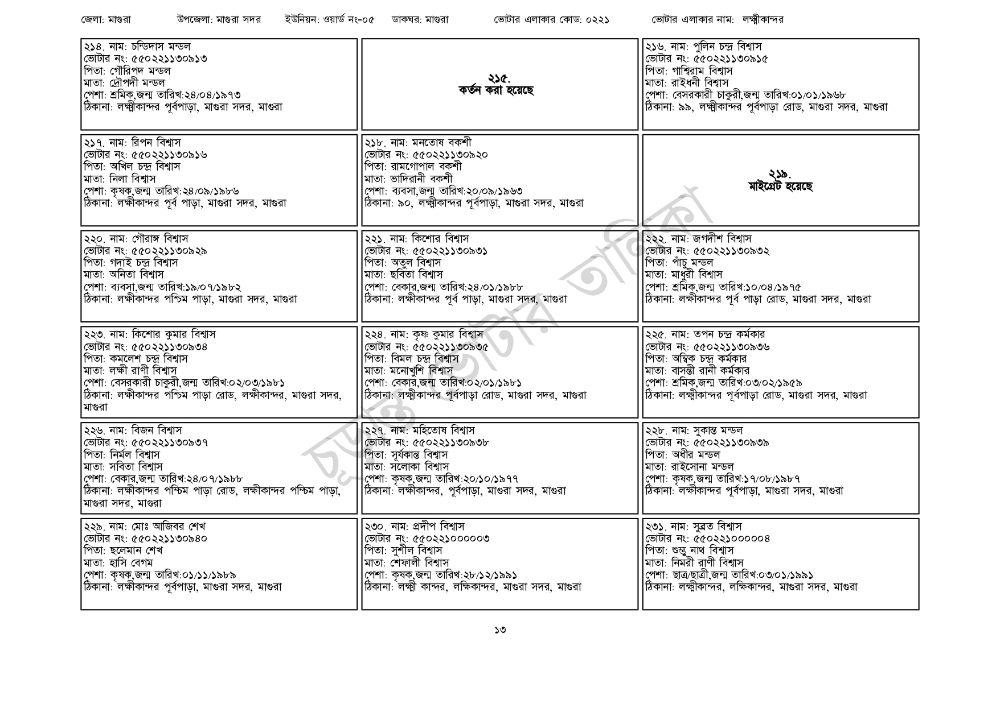 জেলা: মাগুরা উপজেলা: মাগুরা সদর ইউনিয়ন: ওয়ার্ড নং-০৫ ডাকঘর: মাগুরা ভোটার এলাকার কোড: ০২২১ ভোটার এলাকার নাম: লক্ষ্মীকান্দর
২১৪. নাম: চন্ডিদাস মন্ডল
ভোটার নং: ৫৫০২২১১৩০৯১৩
পিতা: গৌরিপদ মন্ডল
মাতা: দ্রৌপদী মন্ডল
পেশা: শ্রমিক,জন্ম তারিখ:২৪/০৪/১৯৭৩
ঠিকানা: লক্ষ্মীকান্দর পূর্বপাড়া, মাগুরা সদর, মাগুরা
২১৫.
কর্তন করা হয়েছে
২১৬. নাম: পুলিন চন্দ্র বিশ্বাস
ভোটার নং: ৫৫০২২১১৩০৯১৫
পিতা: গাশ্বিরাম বিশ্বাস
মাতা: রাইধনী বিশ্বাস
পেশা: বেসরকারী চাকুরী,জন্ম তারিখ:০১/০১/১৯৬৮
ঠিকানা: ৯৯, লক্ষ্মীকান্দর পূর্বপাড়া রোড, মাগুরা সদর, মাগুরা
২১৭. নাম: রিপন বিশ্বাস
ভোটার নং: ৫৫০২২১১৩০৯১৬
পিতা: অখিল চন্দ্র বিশ্বাস
মাতা: নিলা বিশ্বাস
পেশা: কৃষক,জন্ম তারিখ:২৪/০৯/১৯৮৬
ঠিকানা: লক্ষীকান্দর পূর্ব পাড়া, মাগুরা সদর, মাগুরা
২১৮. নাম: মনতোষ বকশী
ভোটার নং: ৫৫০২২১১৩০৯২০
পিতা: রামগোপাল বকশী
মাতা: ভাদিরানী বকশী
পেশা: ব্যবসা,জন্ম তারিখ:২০/০৯/১৯৬৩
ঠিকানা: ৯০, লক্ষ্মীকান্দর পূর্বপাড়া, মাগুরা সদর, মাগুরা
২১৯.
মাইগ্রেট হয়েছে
২২০. নাম: গৌরাঙ্গ বিশ্বাস
ভোটার নং: ৫৫০২২১১৩০৯২৯
পিতা: গদাই চন্দ্র বিশ্বাস
মাতা: অনিতা বিশ্বাস
পেশা: ব্যবসা,জন্ম তারিখ:১৯/০৭/১৯৮২
ঠিকানা: লক্ষীকান্দর পশ্চিম পাড়া, মাগুরা সদর, মাগুরা
২২১. নাম: কিশোর বিশ্বাস
ভোটার নং: ৫৫০২২১১৩০৯৩১
পিতা: অতুল বিশ্বাস
মাতা: ছবিতা বিশ্বাস
পেশা: বেকার,জন্ম তারিখ:২৪/০১/১৯৮৮
ঠিকানা: লক্ষীকান্দর পূর্ব পাড়া, মাগুরা সদর, মাগুরা
২২২. নাম: জগদীশ বিশ্বাস
ভোটার নং: ৫৫০২২১১৩০৯৩২
পিতা: পাঁচু মন্ডল
মাতা: মাধুরী বিশ্বাস
পেশা: শ্রমিক,জন্ম তারিখ:১০/০৪/১৯৭৫
ঠিকানা: লক্ষীকান্দর পূর্ব পাড়া রোড, মাগুরা সদর, মাগুরা
২২৩. নাম: কিশোর কুমার বিশ্বাস
ভোটার নং: ৫৫০২২১১৩০৯৩৪
পিতা: কমলেশ চন্দ্র বিশ্বাস
মাতা: লক্ষী রাণী বিশ্বাস
পেশা: বেসরকারী চাকুরী,জন্ম তারিখ:০২/০৩/১৯৮১
ঠিকানা: লক্ষীকান্দর পশ্চিম পাড়া রোড, লক্ষীকান্দর, মাগুরা সদর,
মাগুরা
২২৪. নাম: কৃষ্ণ কুমার বিশ্বাস
ভোটার নং: ৫৫০২২১১৩০৯৩৫
পিতা: বিমল চন্দ্র বিশ্বাস
মাতা: মনোখুশি বিশ্বাস
পেশা: বেকার,জন্ম তারিখ:০২/০১/১৯৮১
ঠিকানা: লক্ষ্মীকান্দর পূর্বপাড়া রোড, মাগুরা সদর, মাগুরা
২২৫. নাম: তপন চন্দ্র কর্মকার
ভোটার নং: ৫৫০২২১১৩০৯৩৬
পিতা: অম্বিক চন্দ্র কর্মকার
মাতা: বাসন্তী রানী কর্মকার
পেশা: শ্রমিক,জন্ম তারিখ:০৩/০২/১৯৫৯
ঠিকানা: লক্ষ্মীকান্দর পূর্বপাড়া রোড, মাগুরা সদর, মাগুরা
২২৬. নাম: বিজন বিশ্বাস
ভোটার নং: ৫৫০২২১১৩০৯৩৭
পিতা: নির্মল বিশ্বাস
মাতা: সবিতা বিশ্বাস
পেশা: বেকার,জন্ম তারিখ:২৪/০৭/১৯৮৮
ঠিকানা: লক্ষীকান্দর পশ্চিম পাড়া রোড, লক্ষীকান্দর পশ্চিম পাড়া,
মাগুরা সদর, মাগুরা
২২৭. নাম: মহিতোষ বিশ্বাস
ভোটার নং: ৫৫০২২১১৩০৯৩৮
পিতা: সূর্যকান্ত বিশ্বাস
মাতা: সলোকা বিশ্বাস
পেশা: কৃষক,জন্ম তারিখ:২০/১০/১৯৭৭
ঠিকানা: লক্ষীকান্দর, পূর্বপাড়া, মাগুরা সদর, মাগুরা
২২৮. নাম: সুকান্ত মন্ডল
ভোটার নং: ৫৫০২২১১৩০৯৩৯
পিতা: অধীর মন্ডল
মাতা: রাইসোনা মন্ডল
পেশা: কৃষক,জন্ম তারিখ:১৭/০৮/১৯৮৭
ঠিকানা: লক্ষীকান্দর পূর্বপাড়া, মাগুরা সদর, মাগুরা
২২৯. নাম: মোঃ আজিবর শেখ
ভোটার নং: ৫৫০২২১১৩০৯৪০
পিতা: ছলেমান শেখ
মাতা: হাসি বেগম
পেশা: কৃষক,জন্ম তারিখ:০১/১১/১৯৮৯
ঠিকানা: লক্ষীকান্দর পূর্বপাড়া, মাগুরা সদর, মাগুরা
২৩০. নাম: প্রদীপ বিশ্বাস
ভোটার নং: ৫৫০২২১০০০০০৩
পিতা: সুশীল বিশ্বাস
মাতা: শেফালী বিশ্বাস
পেশা: কৃষক,জন্ম তারিখ:২৮/১২/১৯৯১
ঠিকানা: লক্ষ্মী কান্দর, লক্ষিকান্দর, মাগুরা সদর, মাগুরা
২৩১. নাম: সুব্রত বিশ্বাস
ভোটার নং: ৫৫০২২১০০০০০৪
পিতা: শুম্ভু নাথ বিশ্বাস
মাতা: নিমরী রাণী বিশ্বাস
পেশা: ছাত্র/ছাত্রী,জন্ম তারিখ:০৩/০১/১৯৯১
ঠিকানা: লক্ষ্মীকান্দর, লক্ষিকান্দর, মাগুরা সদর, মাগুরা
চূড়ান্ত ভোটার তালিকা
১৩